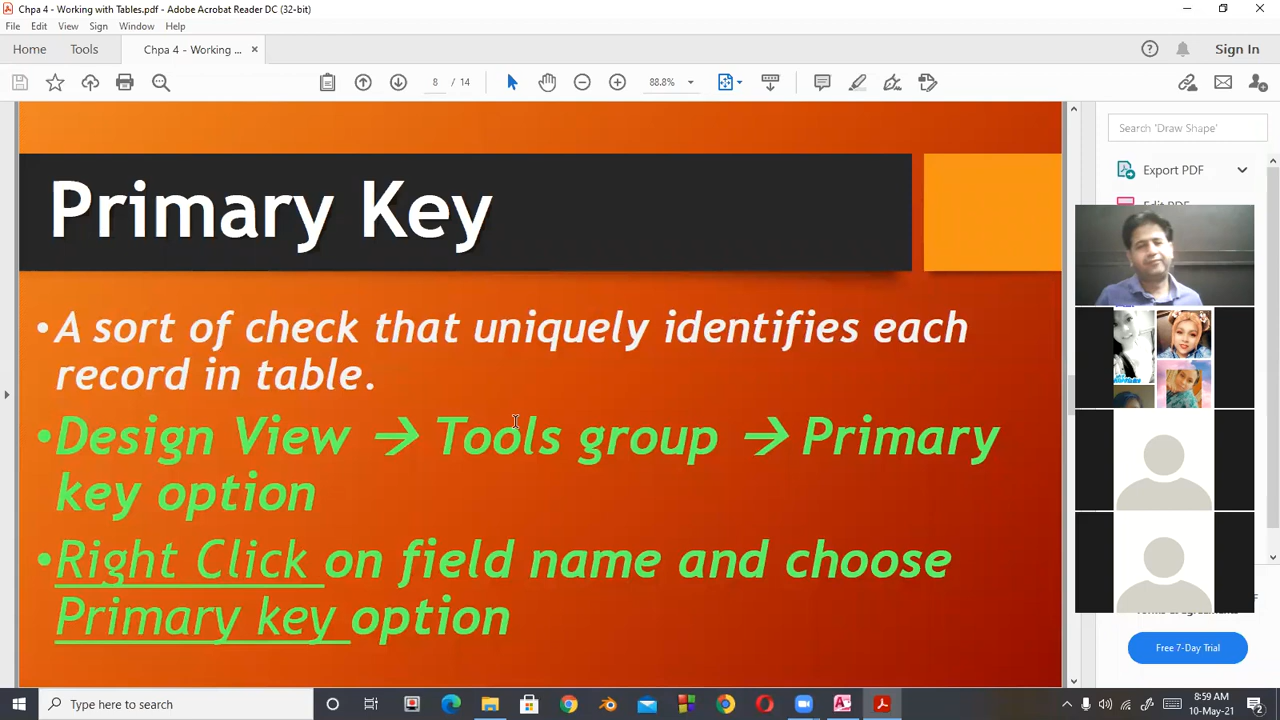 Chpa 4 - Working with Tables.pdf - Adobe Acrobat Reader DC (32-bit)
File Edit View Sign Window Help
Home Tools Chpa 4 - Working ... × Sign In
8 / 14 88.8%
Search 'Draw Shape'
Export PDF
Edit PDF
Primary Key
•A sort of check that uniquely identifies each
record in table.
•Design View → Tools group → Primary
key option
•Right Click on field name and choose
Primary key option
Free 7-Day Trial
Type here to search
8:59 AM
10-May-21
2